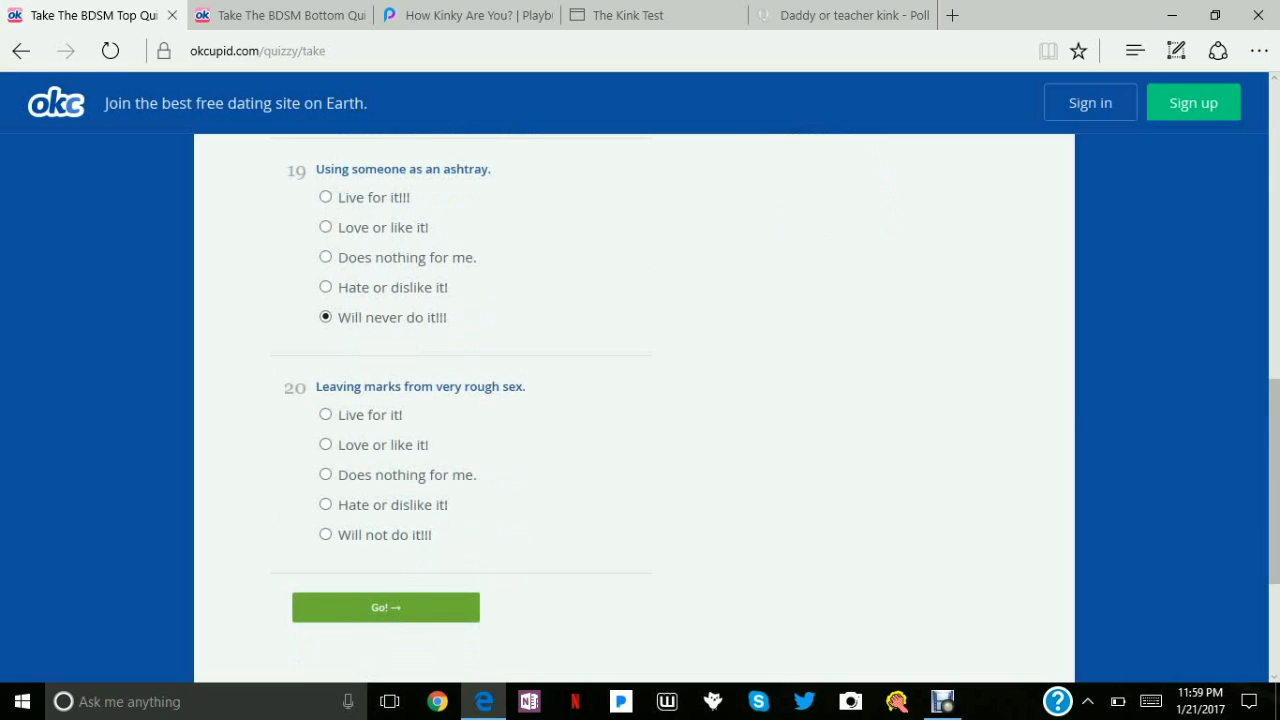 Take The BDSM Top Qui
Take The BDSM Bottom Qui
How Kinky Are You? | Playb
The Kink Test
Daddy or teacher kink - Poll
okcupid.com/quizzy/take
okc
Join the best free dating site on Earth.
Sign in
Sign up
19 Using someone as an ashtray.
Live for it!!!
Love or like it!
Does nothing for me.
Hate or dislike it!
Will never do it!!!
20 Leaving marks from very rough sex.
Live for it!
Love or like it!
Does nothing for me.
Hate or dislike it!
Will not do it!!!
Go! →
Ask me anything
11:59 PM
1/21/2017